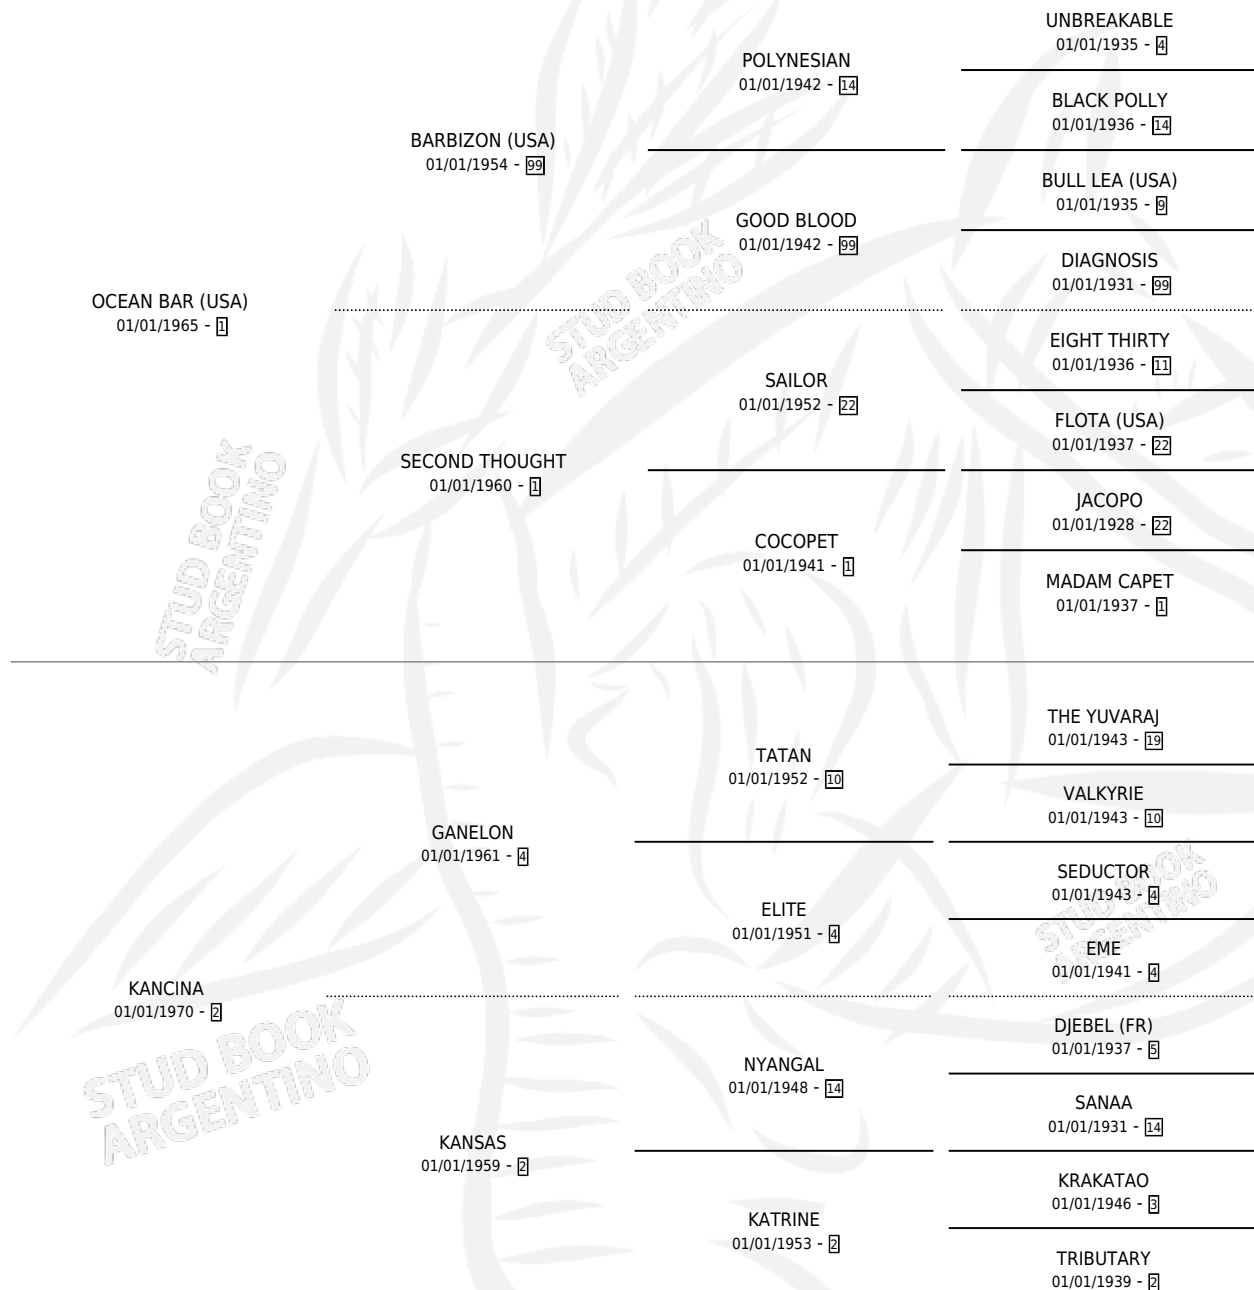 UNBREAKABLE
01/01/1935 - 4
POLYNESIAN
01/01/1942 - 14
BLACK POLLY
01/01/1936 - 14
BARBIZON (USA)
01/01/1954 - 99
BULL LEA (USA)
01/01/1935 - 9
GOOD BLOOD
01/01/1942 - 99
DIAGNOSIS
01/01/1931 - 99
OCEAN BAR (USA)
01/01/1965 - 1
EIGHT THIRTY
01/01/1936 - 11
SAILOR
01/01/1952 - 22
FLOTA (USA)
01/01/1937 - 22
SECOND THOUGHT
01/01/1960 - 1
JACOPO
01/01/1928 - 22
COCOPET
01/01/1941 - 1
MADAM CAPET
01/01/1937 - 1
THE YUVARAJ
01/01/1943 - 19
TATAN
01/01/1952 - 10
VALKYRIE
01/01/1943 - 10
GANELON
01/01/1961 - 4
SEDUCTOR
01/01/1943 - 4
ELITE
01/01/1951 - 4
EME
01/01/1941 - 4
KANCINA
01/01/1970 - 2
DJEBEL (FR)
01/01/1937 - 5
NYANGAL
01/01/1948 - 14
SANAA
01/01/1931 - 14
KANSAS
01/01/1959 - 2
KRAKATAO
01/01/1946 - 3
KATRINE
01/01/1953 - 2
TRIBUTARY
01/01/1939 - 2
STUD BOOK
ARGENTINO
STUD BOOK
ARGENTINO
STUD BOOK
ARGENTINO
STUD BOOK
ARGENTINO